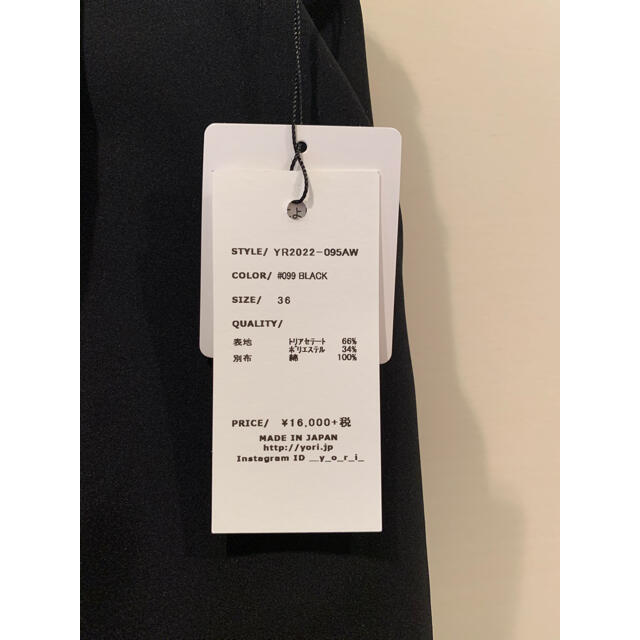 よ
STYLE/ YR2022-095AW
COLOR/ #099 BLACK
SIZE/ 36
QUALITY/
表地 トリアセテート 66%
ポリエステル 34%
別布 綿 100%
PRICE/ ¥16,000+税
MADE IN JAPAN
http://yori.jp
Instagram ID __y_o_r_i_